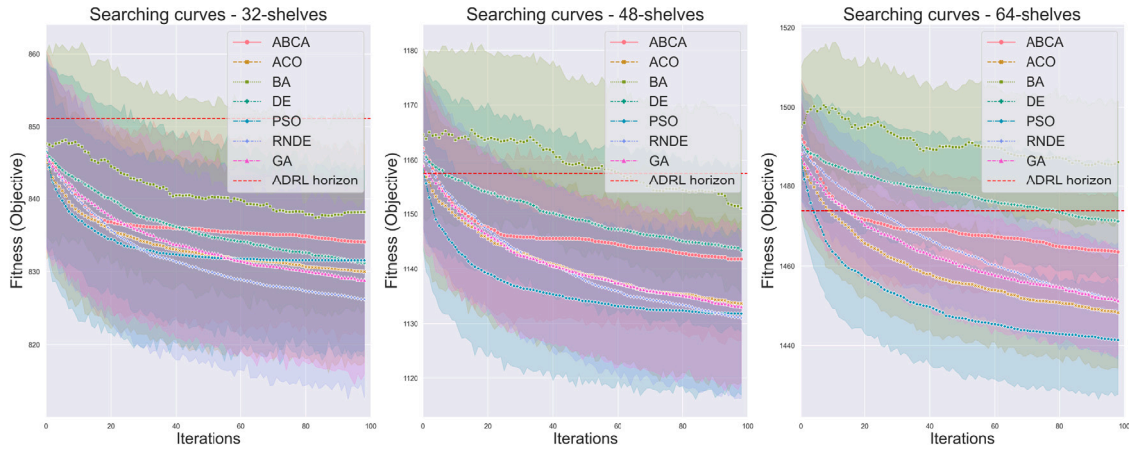 Searching curves - 32-shelves
Fitness (Objective)
860
850
840
830
820
0
20
40
60
80
100
Iterations
ABCA
ACO
BA
DE
PSO
RNDE
GA
ADRL horizon
Searching curves - 48-shelves
Fitness (Objective)
1180
1170
1160
1150
1140
1130
1120
0
20
40
60
80
100
Iterations
ABCA
ACO
BA
DE
PSO
RNDE
GA
ADRL horizon
Searching curves - 64-shelves
Fitness (Objective)
1520
1500
1480
1460
1440
0
20
40
60
80
100
Iterations
ABCA
ACO
BA
DE
PSO
RNDE
GA
ADRL horizon